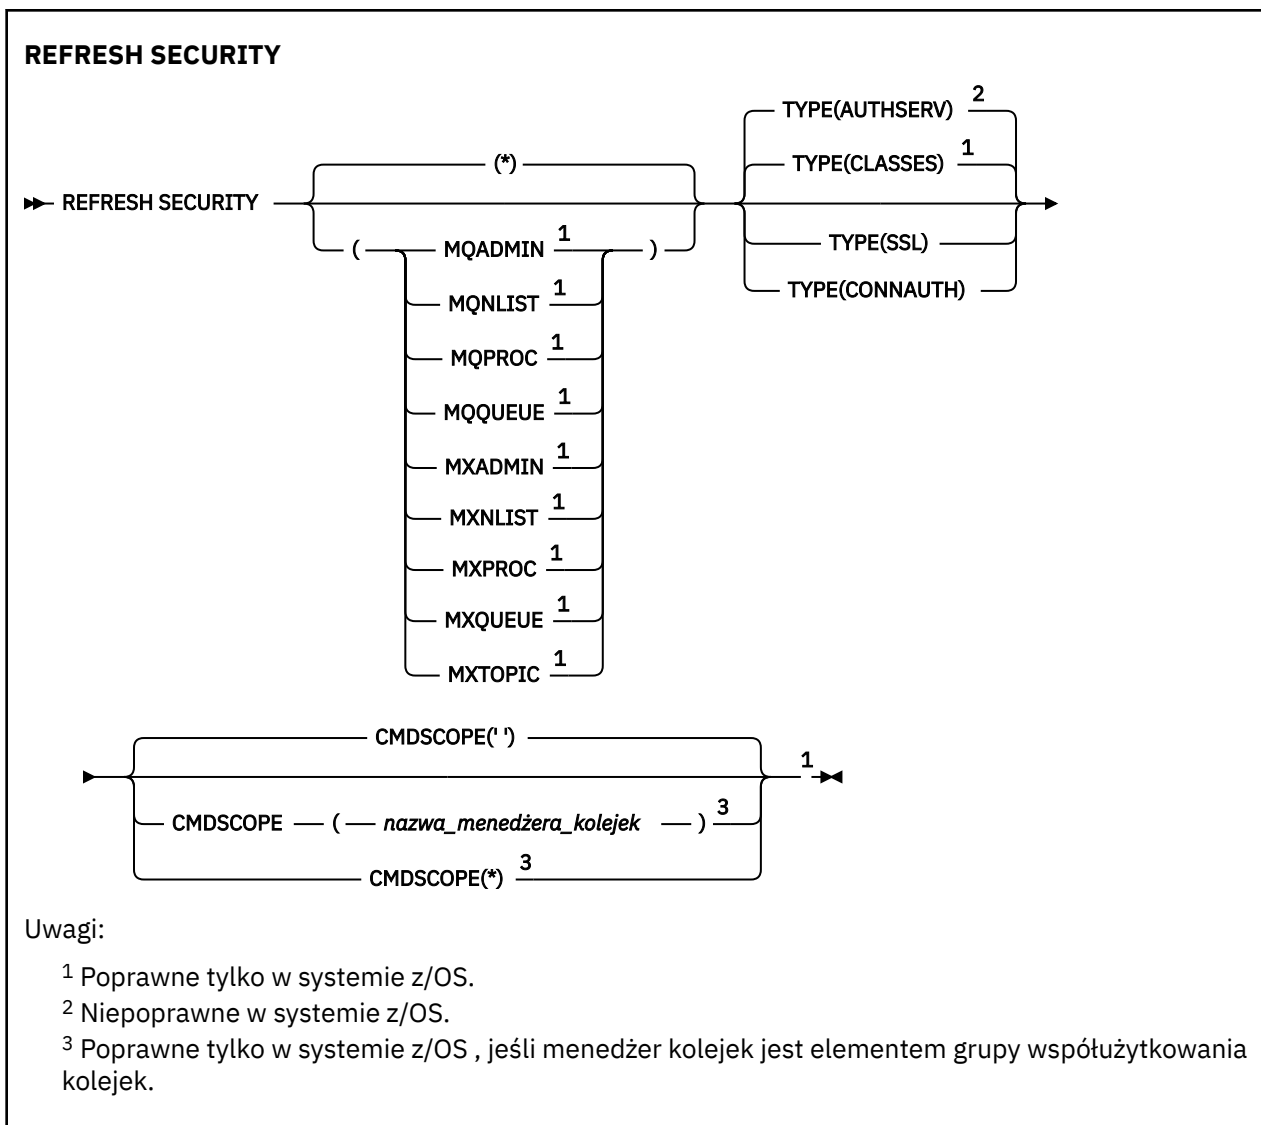 REFRESH SECURITY
TYPE(AUTHSERV) 2
(*) TYPE(CLASSES) 1
REFRESH SECURITY
( MQADMIN 1 ) TYPE(SSL)
MQNLIST 1 TYPE(CONNAUTH)
MQPROC 1
MQQUEUE 1
MXADMIN 1
MXNLIST 1
MXPROC 1
MXQUEUE 1
MXTOPIC 1
CMDSCOPE(' ')
1
CMDSCOPE ( nazwa_menedżera_kolejek ) 3
CMDSCOPE(*) 3
Uwagi:
1 Poprawne tylko w systemie z/OS.
2 Niepoprawne w systemie z/OS.
3 Poprawne tylko w systemie z/OS , jeśli menedżer kolejek jest elementem grupy współużytkowania
kolejek.